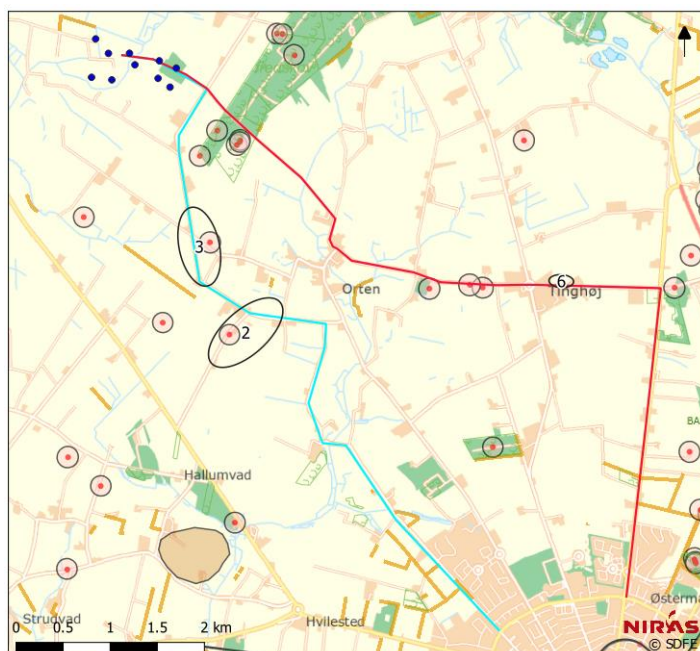 3
Orten
6
Tinghøj
2
BA
Hallumvad
Strudvad
Hvilested
Østerma
0 0.5 1 1.5 2 km
NIRAS
© SDFE